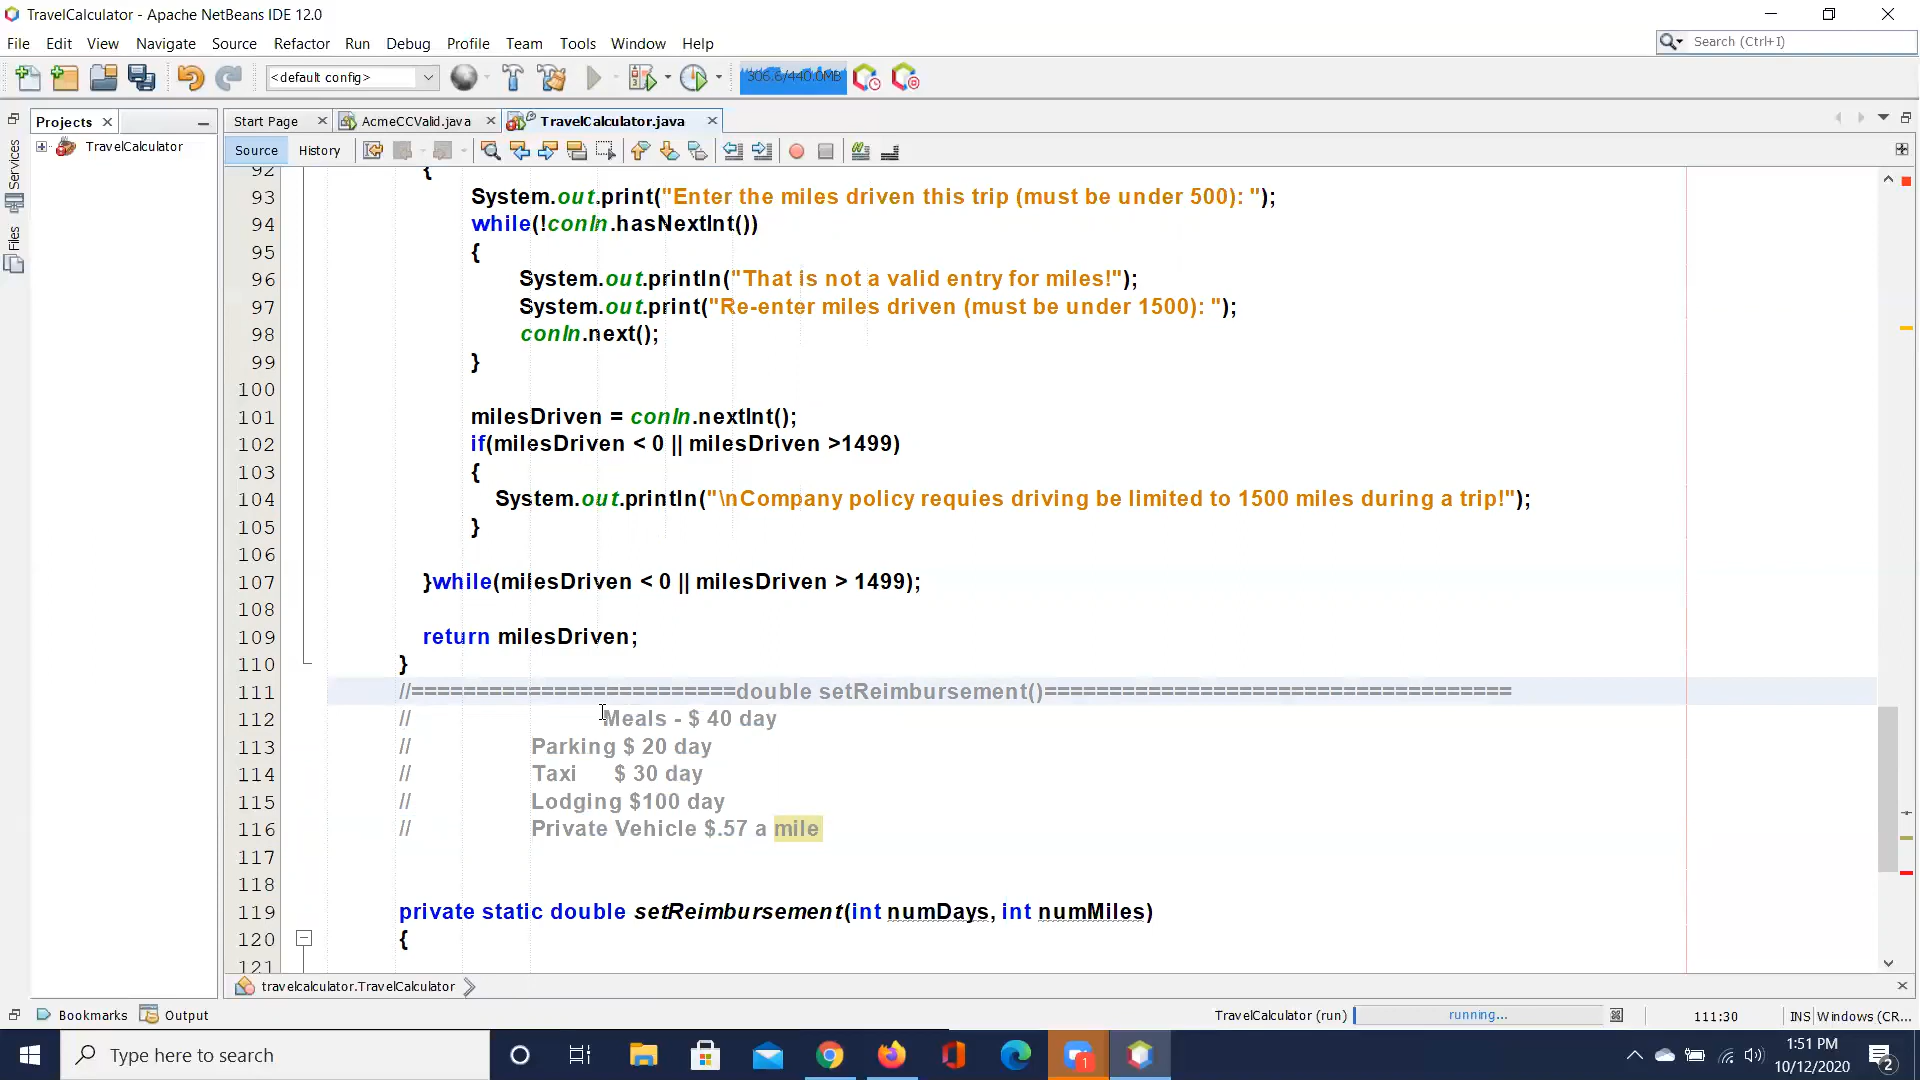 TravelCalculator - Apache NetBeans IDE 12.0
File Edit View Navigate Source Refactor Run Debug Profile Team Tools Window Help
Search (Ctrl+I)
<default config>
306.6/440.0MB
Projects
Start Page
AcmeCCValid.java
TravelCalculator.java
TravelCalculator
Source History
Services
Files
92 {
93 System.out.print("Enter the miles driven this trip (must be under 500): ");
94 while(!conIn.hasNextInt())
95 {
96 System.out.println("That is not a valid entry for miles!");
97 System.out.print("Re-enter miles driven (must be under 1500): ");
98 conIn.next();
99 }
100
101 milesDriven = conIn.nextInt();
102 if(milesDriven < 0 || milesDriven >1499)
103 {
104 System.out.println("\nCompany policy requies driving be limited to 1500 miles during a trip!");
105 }
106
107 }while(milesDriven < 0 || milesDriven > 1499);
108
109 return milesDriven;
110 }
111 //=========================double setReimbursement()====================================
112 // Meals - $ 40 day
113 // Parking $ 20 day
114 // Taxi $ 30 day
115 // Lodging $100 day
116 // Private Vehicle $.57 a mile
117
118
119 private static double setReimbursement(int numDays, int numMiles)
120 {
121
travelcalculator.TravelCalculator
Bookmarks Output
TravelCalculator (run) running... 111:30 INS Windows (CR...
Type here to search
1
1:51 PM
10/12/2020
2